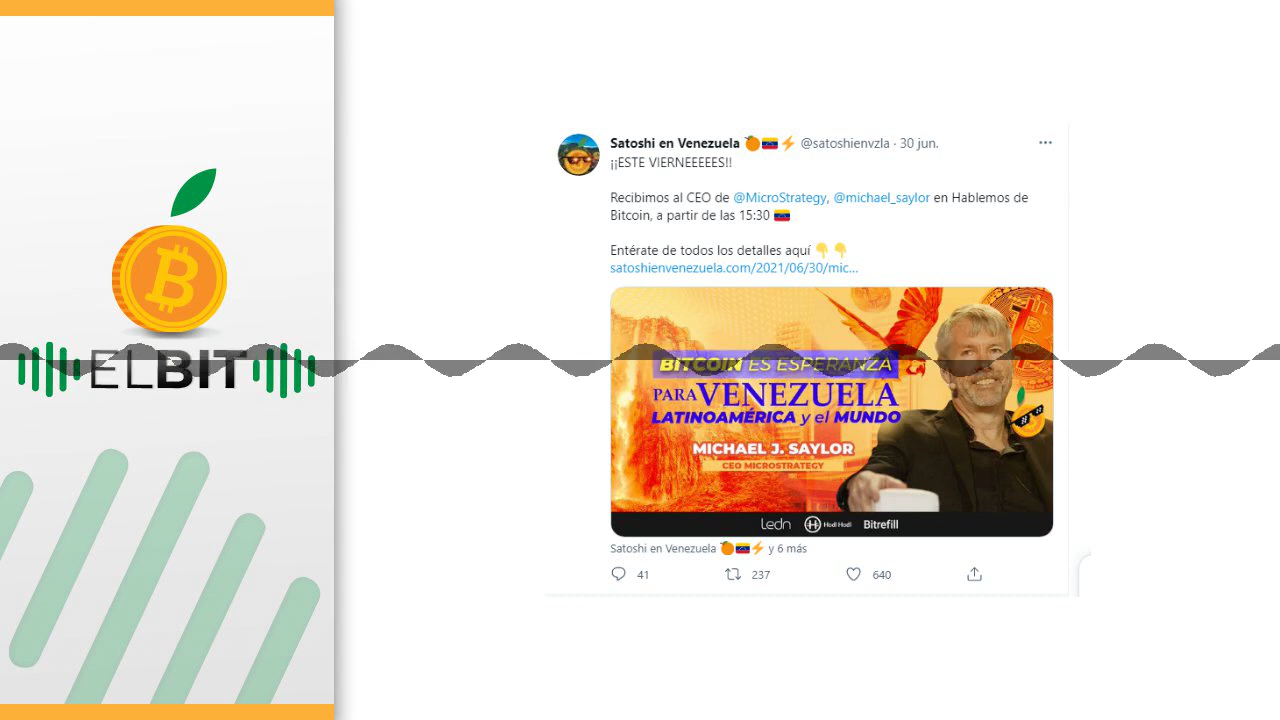 ELBIT
Satoshi en Venezuela 🍊🇻🇪⚡ @satoshienvzla · 30 jun.
¡¡ESTE VIERNEEEEES!!
Recibimos al CEO de @MicroStrategy, @michael_saylor en Hablemos de
Bitcoin, a partir de las 15:30 🇻🇪
Entérate de todos los detalles aquí 👇👇
satoshienvenezuela.com/2021/06/30/mic...
BITCOIN ES ESPERANZA
PARA VENEZUELA
LATINOAMÉRICA y el MUNDO
MICHAEL J. SAYLOR
CEO MICROSTRATEGY
Ledn Hodl Hodl Bitrefill
Satoshi en Venezuela 🍊🇻🇪⚡ y 6 más
41 237 640